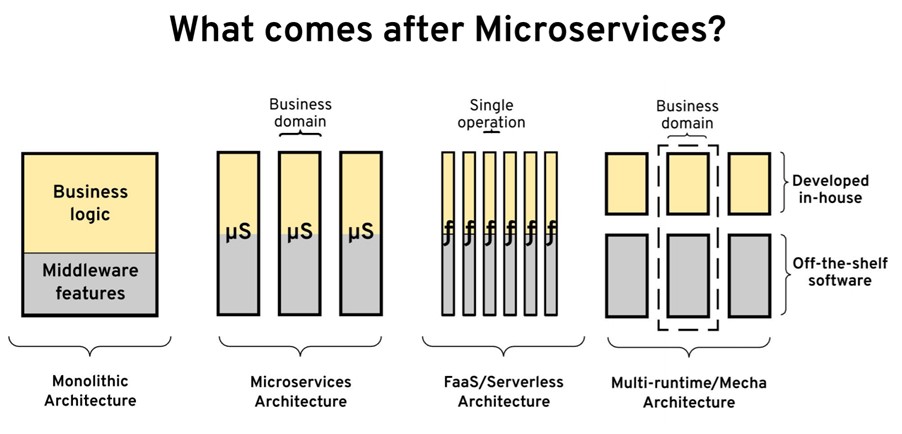 What comes after Microservices?
Business
domain
Single
operation
Business
domain
Business
logic
Middleware
features
µS
µS
µS
f
f
f
f
f
f
Developed
in-house
Off-the-shelf
software
Monolithic
Architecture
Microservices
Architecture
FaaS/Serverless
Architecture
Multi-runtime/Mecha
Architecture